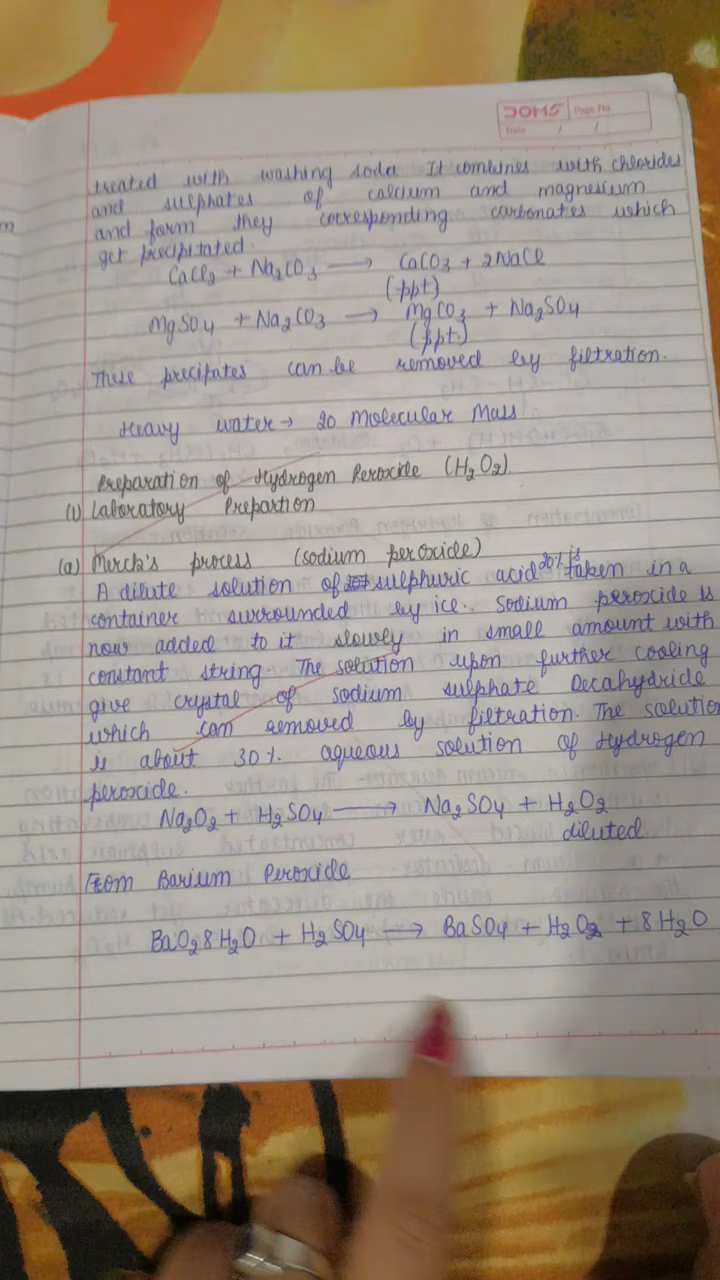 DOMS Page No.
Date / /
treated with washing soda It combines with chlorides
and sulphates of calcium and magnesium
and form they corresponding carbonates which
get precipitated.
CaCl₂ + Na₂CO₃ ⟶ CaCO₃ + 2NaCl
(ppt)
MgSO₄ + Na₂CO₃ ⟶ MgCO₃ + Na₂SO₄
(ppt.)
These precipates can be removed by filtration.
Heavy water → 20 Molecular Mass
Preparation of Hydrogen Peroxide (H₂O₂)
(1) Laboratory Prepartion
(a) Merck's process (sodium peroxide)
A dilute solution of sulphuric acid 20% is taken in a
container surrounded by ice. Sodium peroxide is
now added to it slowly in small amount with
constant string. The solution upon further cooling
give crystal of sodium sulphate Decahydride
which can removed by filtration. The solutio
is about 30% aqueous solution of Hydrogen
peroxide.
Na₂O₂ + H₂SO₄ ⟶ Na₂SO₄ + H₂O₂
diluted
From Barium Peroxide
BaO₂8H₂O + H₂SO₄ ⟶ BaSO₄ + H₂O₂ + 8H₂O